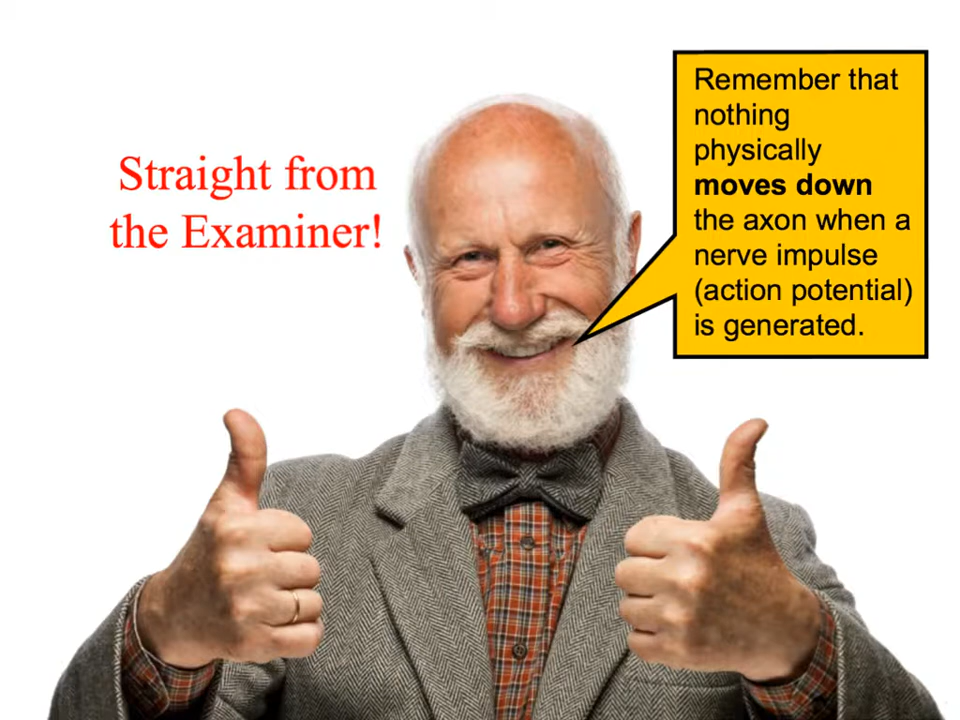 Straight from
the Examiner!
Remember that
nothing
physically
moves down
the axon when a
nerve impulse
(action potential)
is generated.